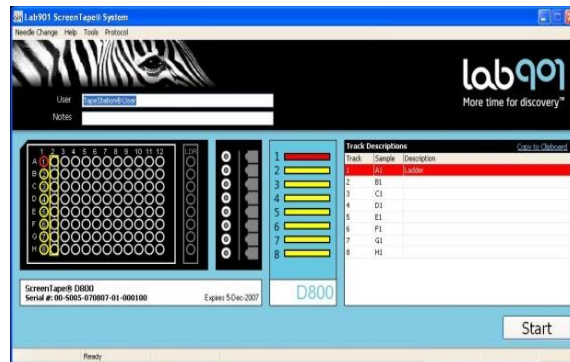 Lab901 ScreenTape® System
Needle Change Help Tools Protocol
lab901
More time for discovery™
User TapeStation® User
Notes
1 2 3 4 5 6 7 8 9 10 11 12
LDR
A
B
C
D
E
F
G
H
1
2
3
4
5
6
7
8
Track Descriptions Copy to Clipboard
Track Sample Description
1 A1 Ladder
2 B1
3 C1
4 D1
5 E1
6 F1
7 G1
8 H1
ScreenTape® D800
Serial #: 00-S005-070807-01-000100 Expires 5-Dec-2007
D800
Start
Ready